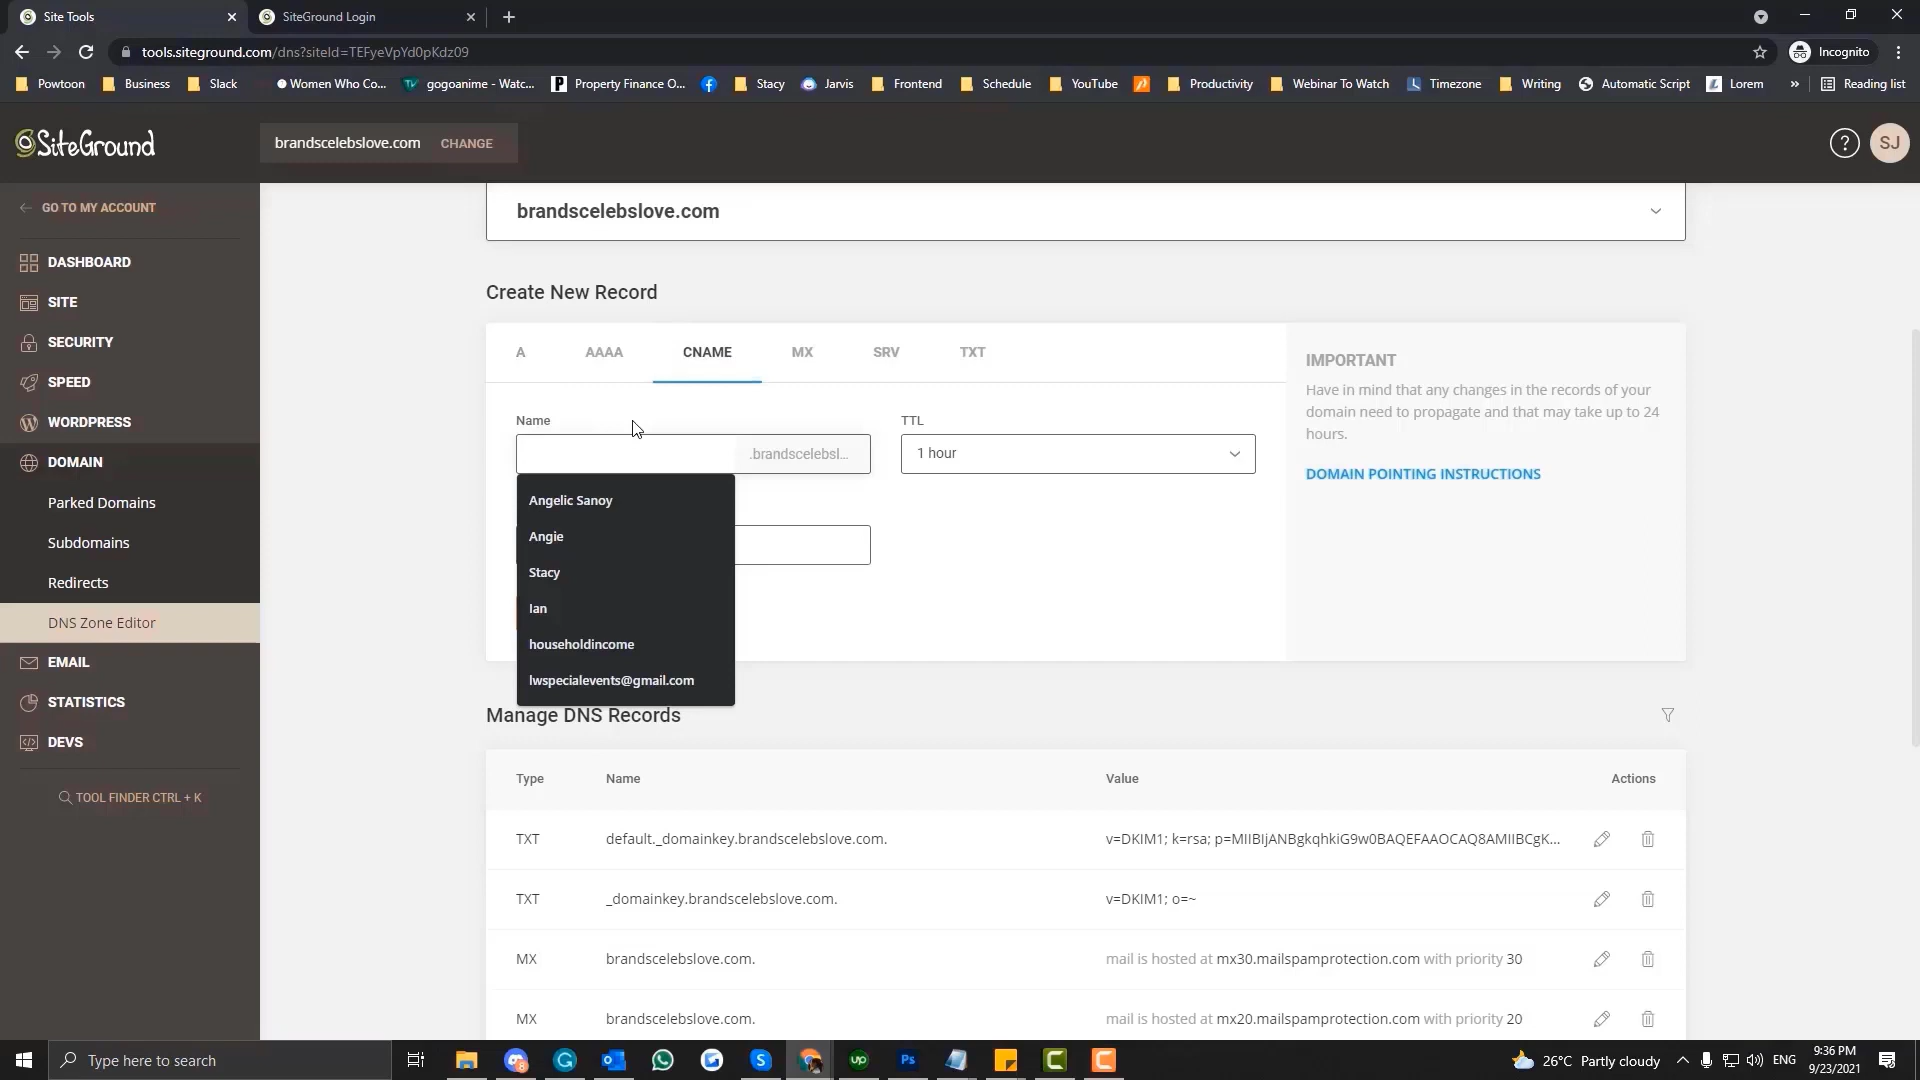 Site Tools
SiteGround Login
tools.siteground.com/dns?siteId=TEFyeVpYd0pKdz09
Incognito
Powtoon
Business
Slack
Women Who Co...
gogoanime - Watc...
Property Finance O...
Stacy
Jarvis
Frontend
Schedule
YouTube
Productivity
Webinar To Watch
Timezone
Writing
Automatic Script
Lorem
»
Reading list
SiteGround
brandscelebslove.com
CHANGE
SJ
GO TO MY ACCOUNT
DASHBOARD
SITE
SECURITY
SPEED
WORDPRESS
DOMAIN
Parked Domains
Subdomains
Redirects
DNS Zone Editor
EMAIL
STATISTICS
DEVS
TOOL FINDER CTRL + K
brandscelebslove.com
Create New Record
A
AAAA
CNAME
MX
SRV
TXT
Name
TTL
.brandscelebsl...
1 hour
Angelic Sanoy
Angie
Stacy
Ian
householdincome
lwspecialevents@gmail.com
IMPORTANT
Have in mind that any changes in the records of your
domain need to propagate and that may take up to 24
hours.
DOMAIN POINTING INSTRUCTIONS
Manage DNS Records
Type Name Value Actions
TXT default._domainkey.brandscelebslove.com. v=DKIM1; k=rsa; p=MIIBIjANBgkqhkiG9w0BAQEFAAOCAQ8AMIIBCgK...
TXT _domainkey.brandscelebslove.com. v=DKIM1; o=~
MX brandscelebslove.com. mail is hosted at mx30.mailspamprotection.com with priority 30
MX brandscelebslove.com. mail is hosted at mx20.mailspamprotection.com with priority 20
Type here to search
26°C Partly cloudy
ENG
9:36 PM
9/23/2021